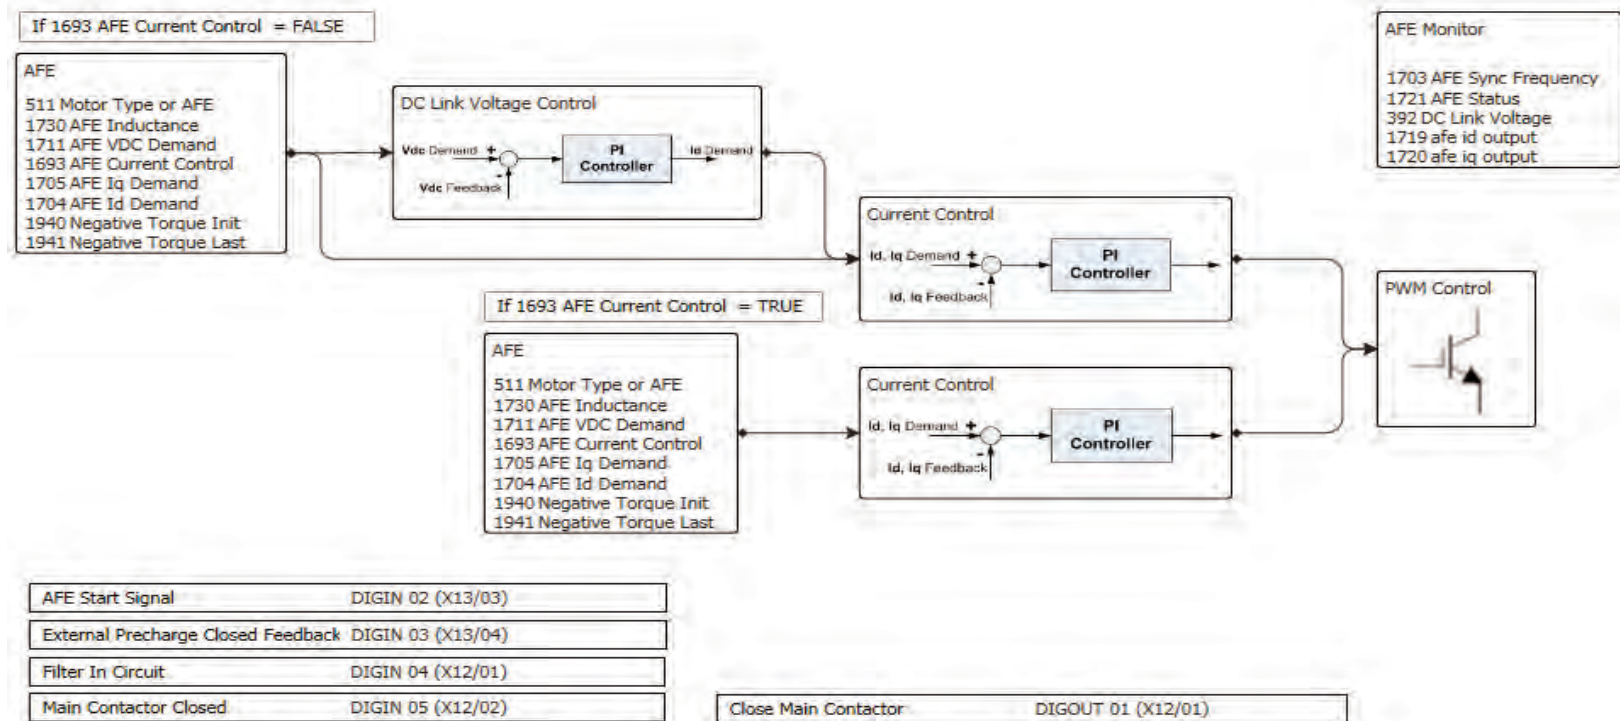 If 1693 AFE Current Control = FALSE
AFE
511 Motor Type or AFE
1730 AFE Inductance
1711 AFE VDC Demand
1693 AFE Current Control
1705 AFE Iq Demand
1704 AFE Id Demand
1940 Negative Torque Init
1941 Negative Torque Last
DC Link Voltage Control
Vdc Demand +
PI
Controller
Id Demand
-
Vdc Feedback
AFE Monitor
1703 AFE Sync Frequency
1721 AFE Status
392 DC Link Voltage
1719 afe id output
1720 afe iq output
Current Control
Id, Iq Demand +
PI
Controller
-
Id, Iq Feedback
PWM Control
If 1693 AFE Current Control = TRUE
AFE
511 Motor Type or AFE
1730 AFE Inductance
1711 AFE VDC Demand
1693 AFE Current Control
1705 AFE Iq Demand
1704 AFE Id Demand
1940 Negative Torque Init
1941 Negative Torque Last
Current Control
Id, Iq Demand +
PI
Controller
-
Id, Iq Feedback
AFE Start Signal DIGIN 02 (X13/03)
External Precharge Closed Feedback DIGIN 03 (X13/04)
Filter In Circuit DIGIN 04 (X12/01)
Main Contactor Closed DIGIN 05 (X12/02)
Close Main Contactor DIGOUT 01 (X12/01)